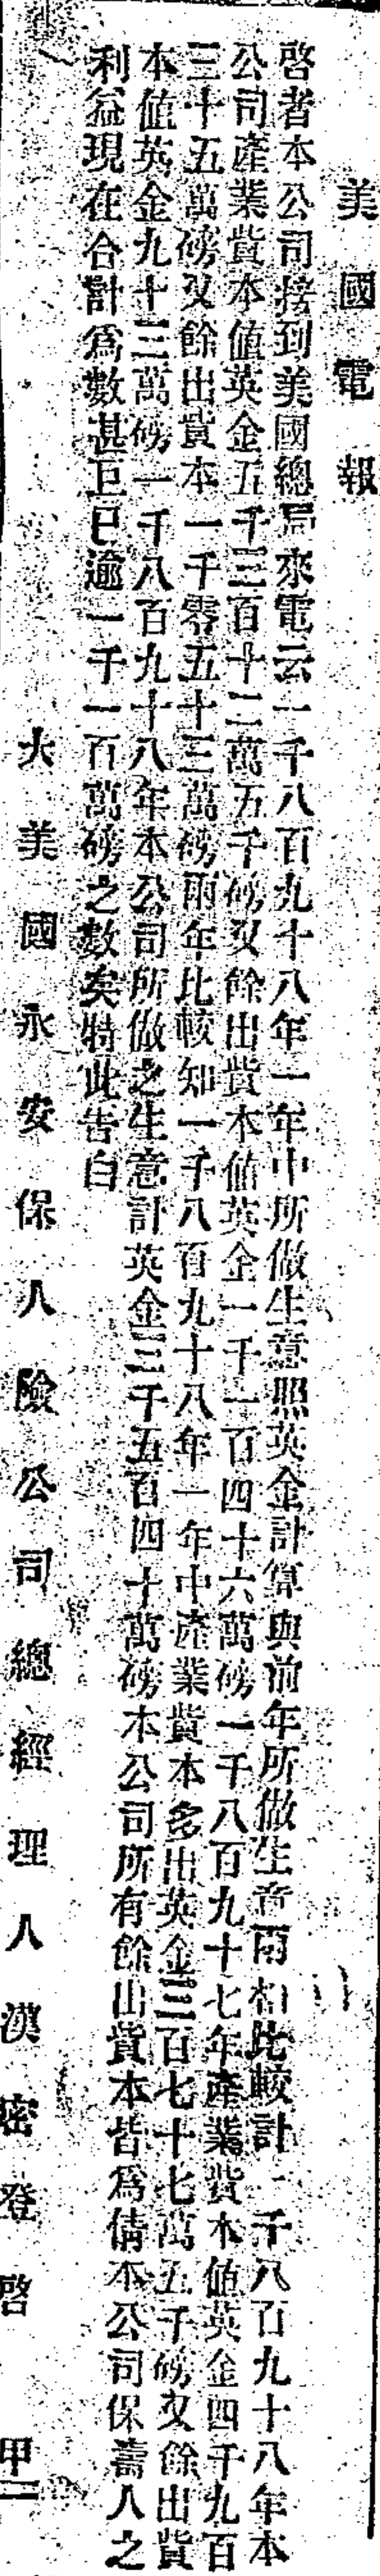 美國電報
啓者本公司接到美國總局來電云一千八百九十八年一年中所做生意照英金計算與前年所做生意兩相比較計一千八百九十八年本
公司產業貲本值英金五千三百十二萬五千磅又餘出貲本值英金一千一百四十六萬磅一千八百九十七年產業貲本值英金四千九百
三十五萬磅又餘出貲本一千零五十三萬磅兩年比較知一千八百九十八年一年中產業貲本多出英金三百七十七萬五千磅又餘出貲
本值英金九十三萬磅一千八百九十八年本公司所做之生意計英金三千五百四十萬磅本公司所有餘出貲本皆爲倩本公司保壽人之
利益現在合計爲數甚巨已逾一千一百萬磅之數矣特此告白
大美國永安保人險公司總經理人漢密登啓 甲二